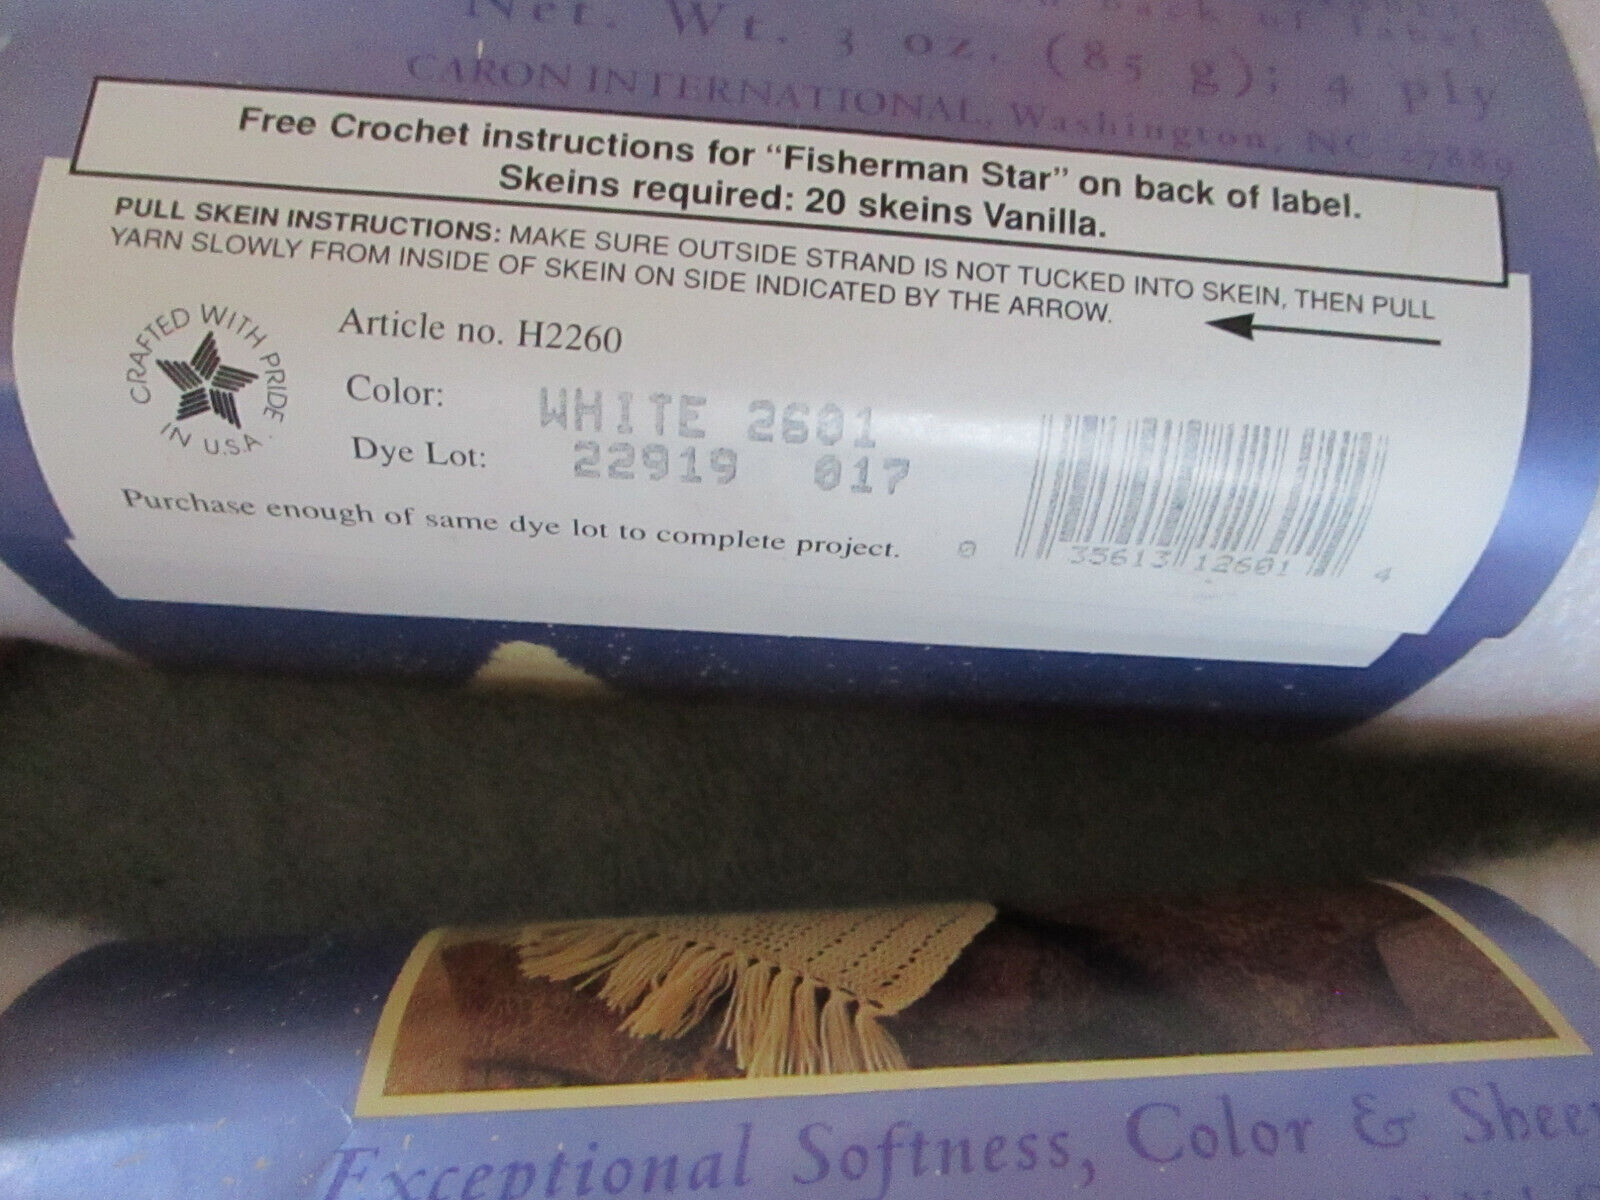 Net. Wt. 3 oz. (85 g); 4 ply
CARON INTERNATIONAL, Washington, NC 27889
Free Crochet instructions for “Fisherman Star” on back of label.
Skeins required: 20 skeins Vanilla.
PULL SKEIN INSTRUCTIONS: MAKE SURE OUTSIDE STRAND IS NOT TUCKED INTO SKEIN, THEN PULL
YARN SLOWLY FROM INSIDE OF SKEIN ON SIDE INDICATED BY THE ARROW.
CRAFTED WITH PRIDE
IN U.S.A.
Article no. H2260
Color: WHITE 2601
Dye Lot: 22919 017
Purchase enough of same dye lot to complete project.
0 35613 12601 4
Exceptional Softness, Color &